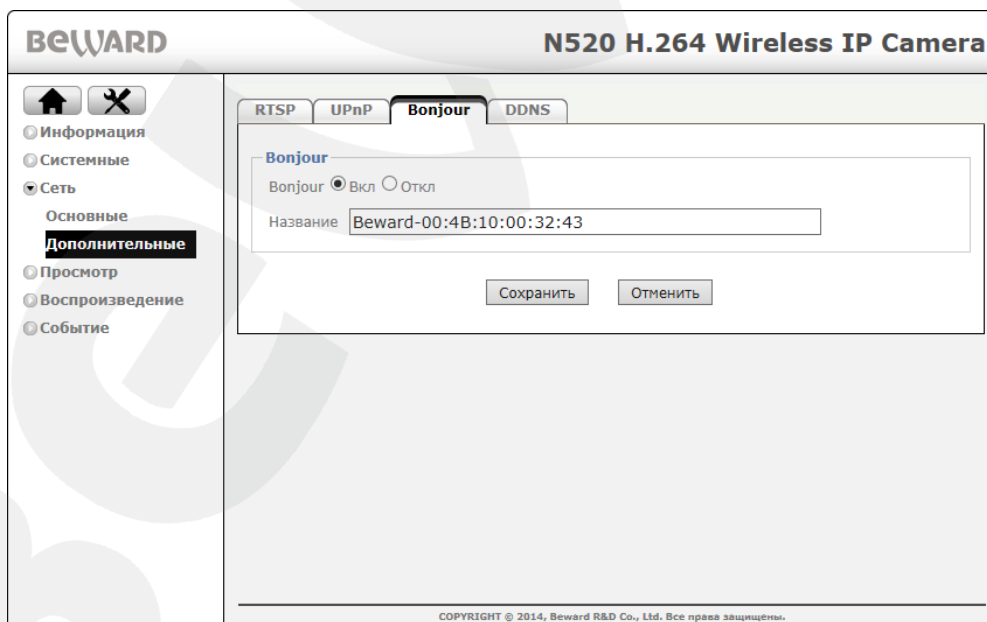 BEWARD
N520 H.264 Wireless IP Camera
Информация
Системные
Сеть
Основные
Дополнительные
Просмотр
Воспроизведение
Событие
RTSP UPnP Bonjour DDNS
Bonjour
Bonjour Вкл Откл
Название Beward-00:4B:10:00:32:43
Сохранить Отменить
COPYRIGHT © 2014, Beward R&D Co., Ltd. Все права защищены.